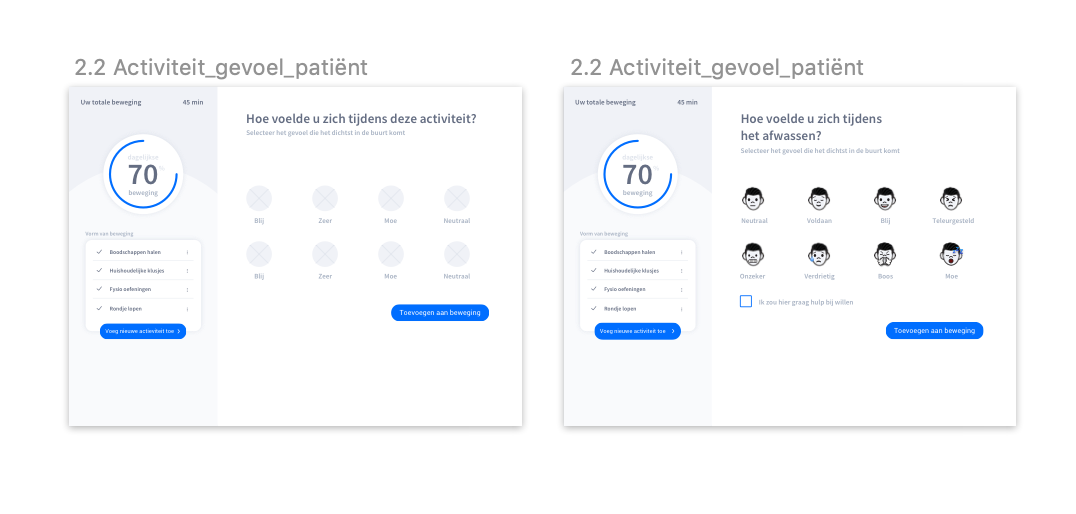 2.2 Activiteit_gevoel_patiënt
Uw totale beweging 45 min
dagelijkse
70
beweging
Vorm van beweging
Boodschappen halen
Huishoudelijke klusjes
Fysio oefeningen
Rondje lopen
Voeg nieuwe activiteit toe
Hoe voelde u zich tijdens deze activiteit?
Selecteer het gevoel die het dichtst in de buurt komt
Blij Zeer Moe Neutraal
Blij Zeer Moe Neutraal
Toevoegen aan beweging
2.2 Activiteit_gevoel_patiënt
Uw totale beweging 45 min
dagelijkse
70
beweging
Vorm van beweging
Boodschappen halen
Huishoudelijke klusjes
Fysio oefeningen
Rondje lopen
Voeg nieuwe activiteit toe
Hoe voelde u zich tijdens
het afwassen?
Selecteer het gevoel die het dichtst in de buurt komt
Neutraal Voldaan Blij Teleurgesteld
Onzeker Verdrietig Boos Moe
Ik zou hier graag hulp bij willen
Toevoegen aan beweging